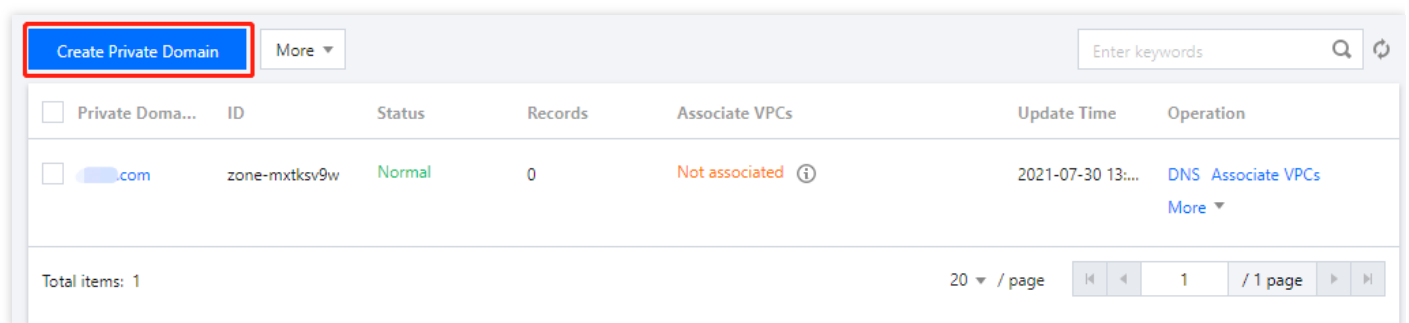 Create Private Domain More Enter keywords
Private Doma... ID Status Records Associate VPCs Update Time Operation
.com zone-mxtksv9w Normal 0 Not associated 2021-07-30 13:... DNS Associate VPCs
More
Total items: 1 20 / page 1 / 1 page